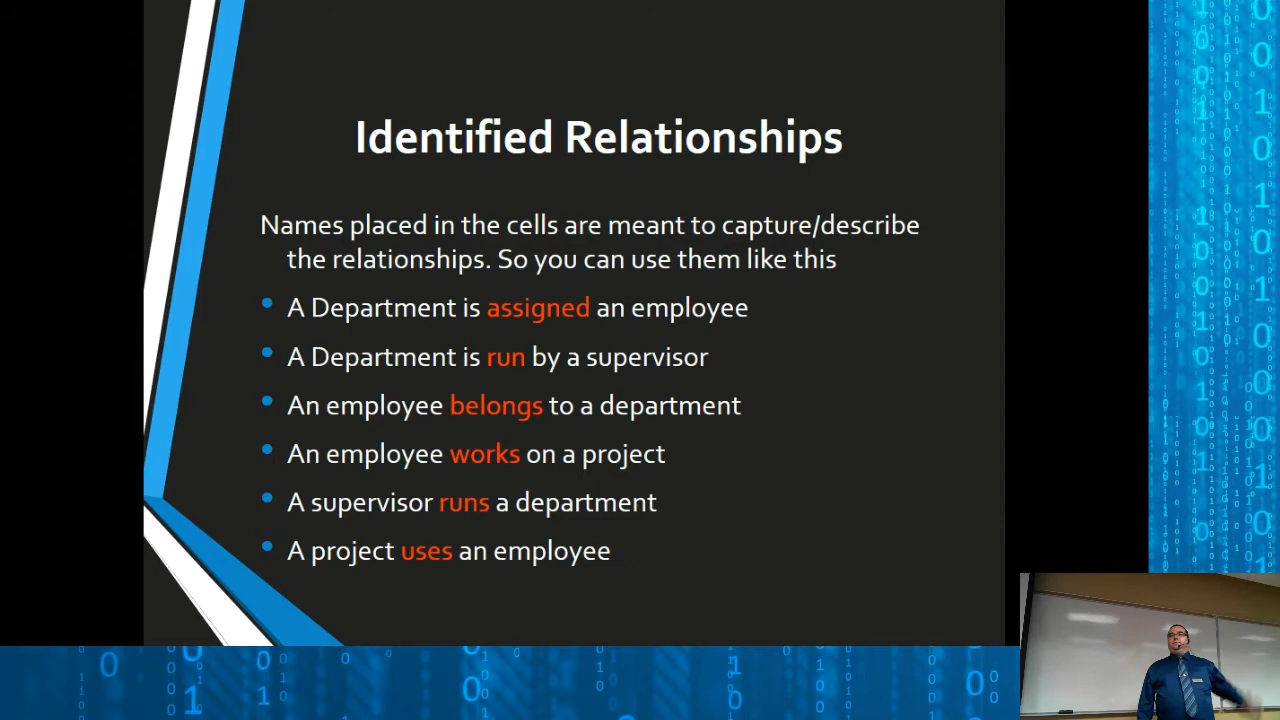 Identified Relationships
Names placed in the cells are meant to capture/describe
the relationships. So you can use them like this
• A Department is assigned an employee
• A Department is run by a supervisor
• An employee belongs to a department
• An employee works on a project
• A supervisor runs a department
• A project uses an employee